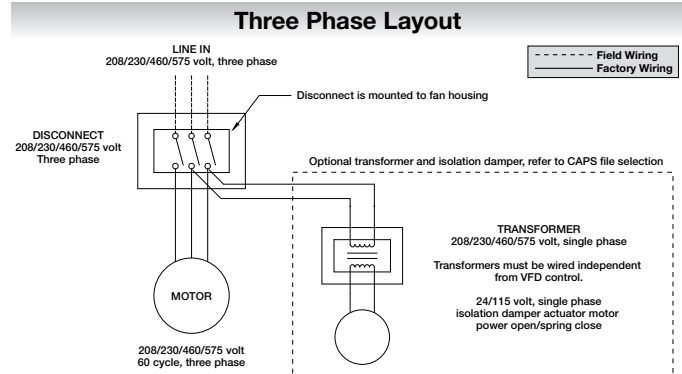 Three Phase Layout
LINE IN
208/230/460/575 volt, three phase
Field Wiring
Factory Wiring
Disconnect is mounted to fan housing
DISCONNECT
208/230/460/575 volt
Three phase
Optional transformer and isolation damper, refer to CAPS file selection
TRANSFORMER
208/230/460/575 volt, single phase
Transformers must be wired independent
from VFD control.
24/115 volt, single phase
isolation damper actuator motor
power open/spring close
MOTOR
208/230/460/575 volt
60 cycle, three phase